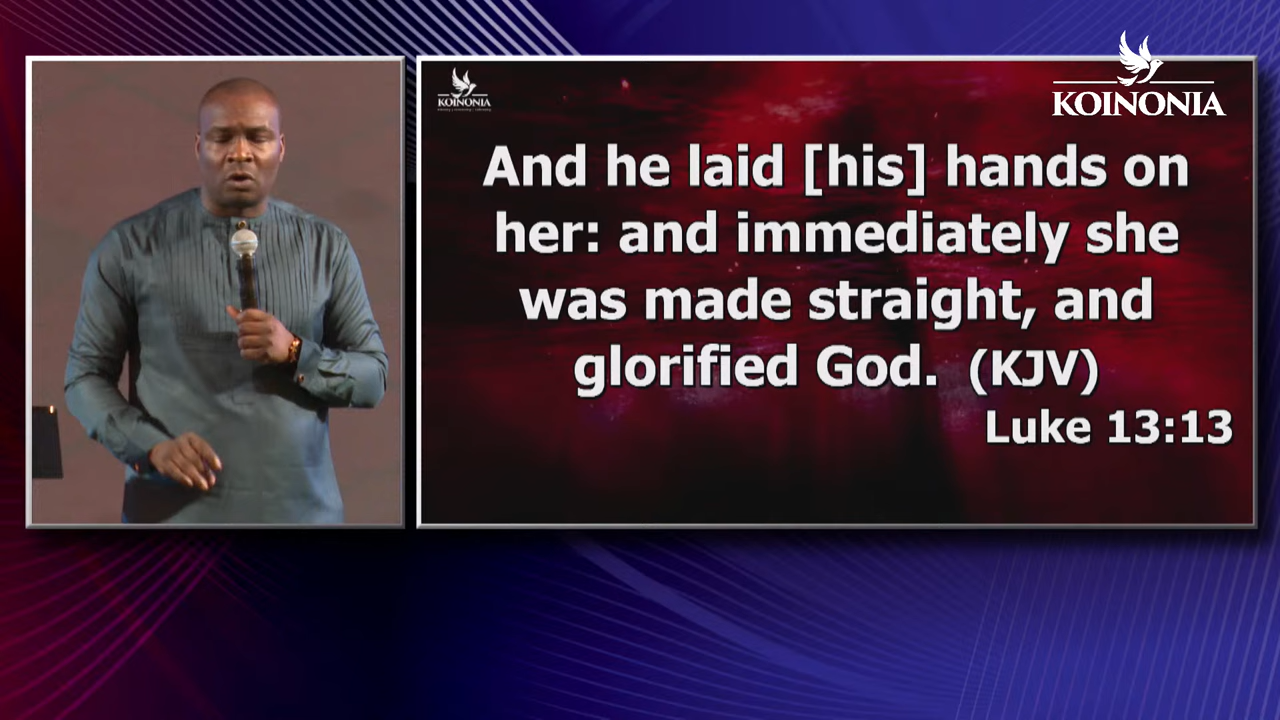 KOINONIA
KOINONIA
And he laid [his] hands on
her: and immediately she
was made straight, and
glorified God. (KJV)
Luke 13:13